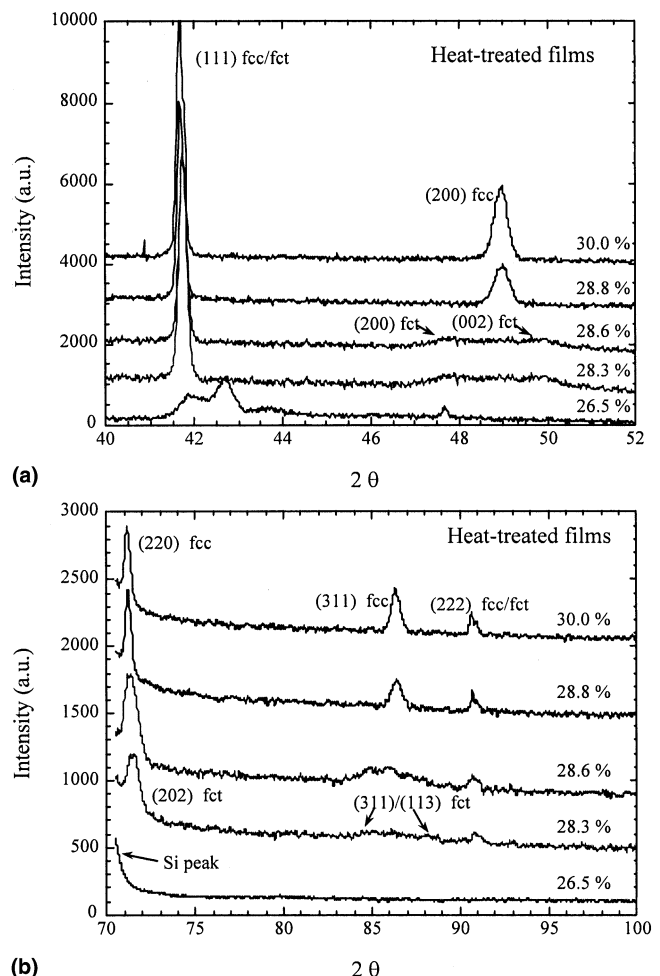 10000
(111) fcc/fct
Heat-treated films
8000
Intensity (a.u.)
6000
(200) fcc
30.0 %
4000
28.8 %
(200) fct
(002) fct
28.6 %
2000
28.3 %
26.5 %
0
40 42 44 46 48 50 52
(a)
2 θ
3000
(220) fcc
Heat-treated films
2500
(311) fcc
(222) fcc/fct
30.0 %
2000
Intensity (a.u.)
28.8 %
1500
28.6 %
1000
(202) fct
(311)/(113) fct
28.3 %
500
Si peak
26.5 %
0
70 75 80 85 90 95 100
(b)
2 θ